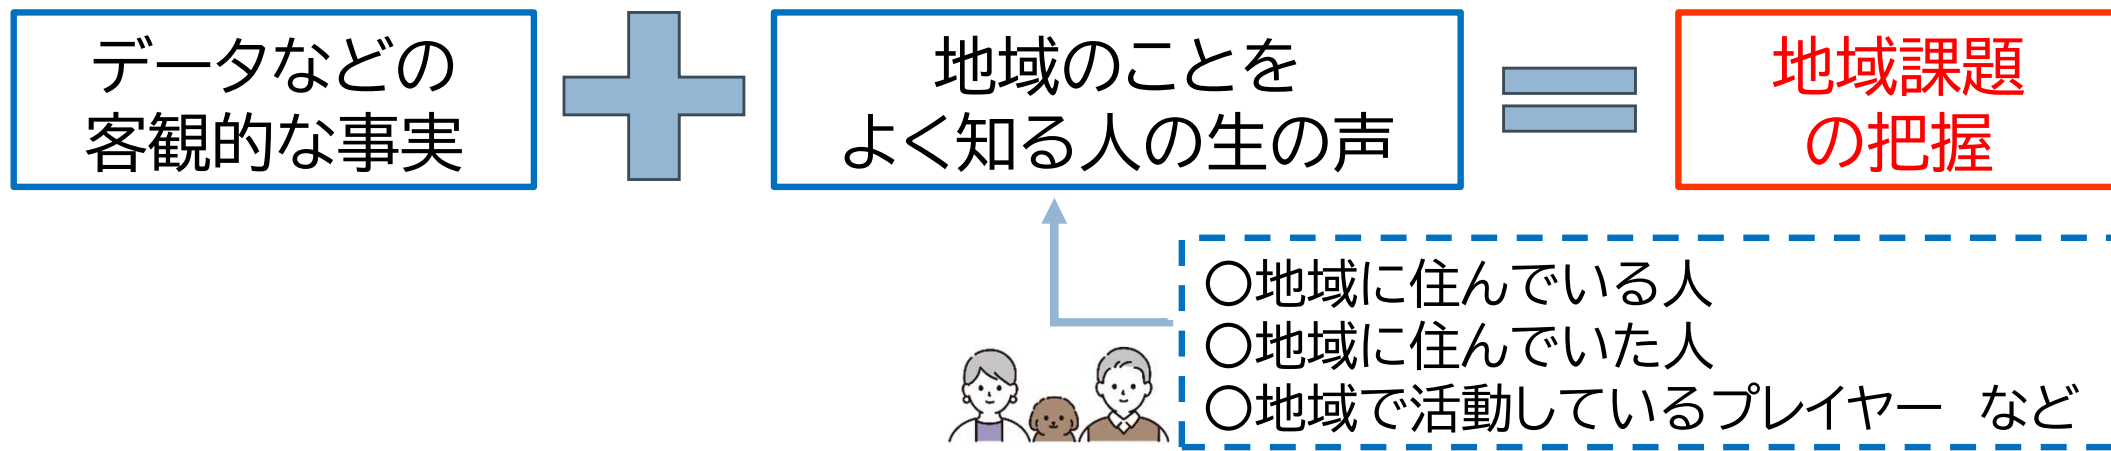 データなどの
客観的な事実
地域のことを
よく知る人の生の声
地域課題
の把握
〇地域に住んでいる人
〇地域に住んでいた人
〇地域で活動しているプレイヤー　など